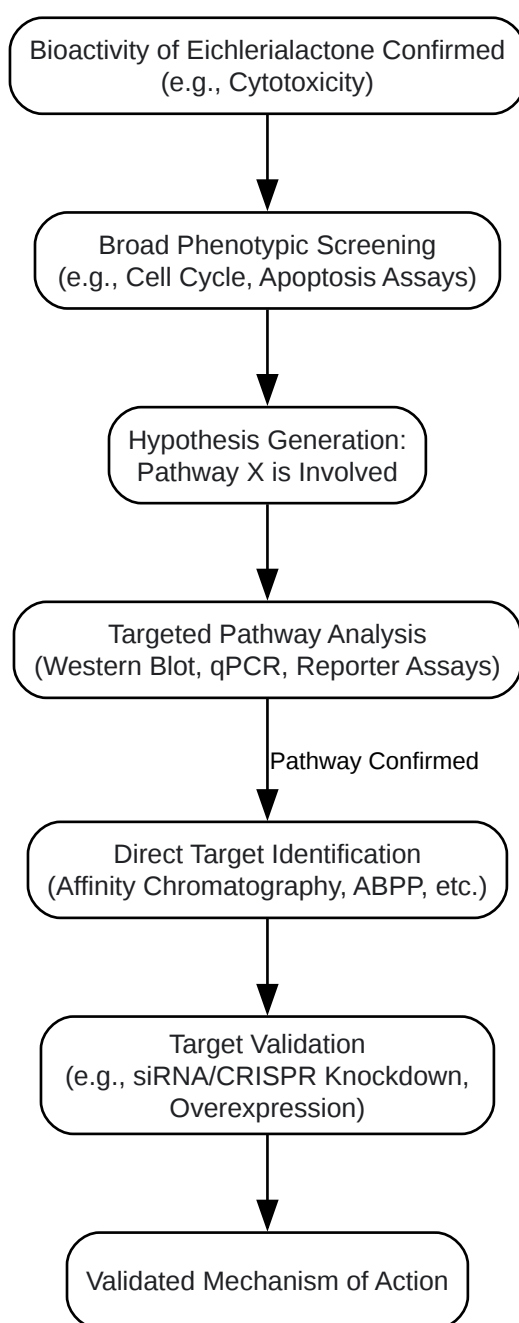 Bioactivity of Eichlerialactone Confirmed
(e.g., Cytotoxicity)
Broad Phenotypic Screening
(e.g., Cell Cycle, Apoptosis Assays)
Hypothesis Generation:
Pathway X is Involved
Targeted Pathway Analysis
(Western Blot, qPCR, Reporter Assays)
Pathway Confirmed
Direct Target Identification
(Affinity Chromatography, ABPP, etc.)
Target Validation
(e.g., siRNA/CRISPR Knockdown,
Overexpression)
Validated Mechanism of Action